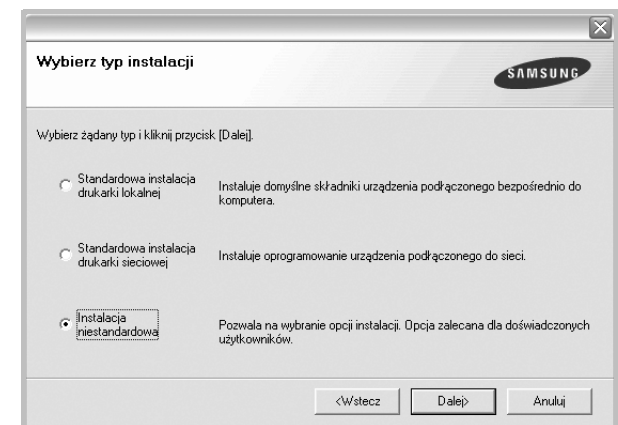 Wybierz typ instalacji
SAMSUNG
Wybierz żądany typ i kliknij przycisk [Dalej].
Standardowa instalacja
drukarki lokalnej
Instaluje domyślne składniki urządzenia podłączonego bezpośrednio do
komputera.
Standardowa instalacja
drukarki sieciowej
Instaluje oprogramowanie urządzenia podłączonego do sieci.
Instalacja
niestandardowa
Pozwala na wybranie opcji instalacji. Opcja zalecana dla doświadczonych
użytkowników.
<Wstecz
Dalej>
Anuluj